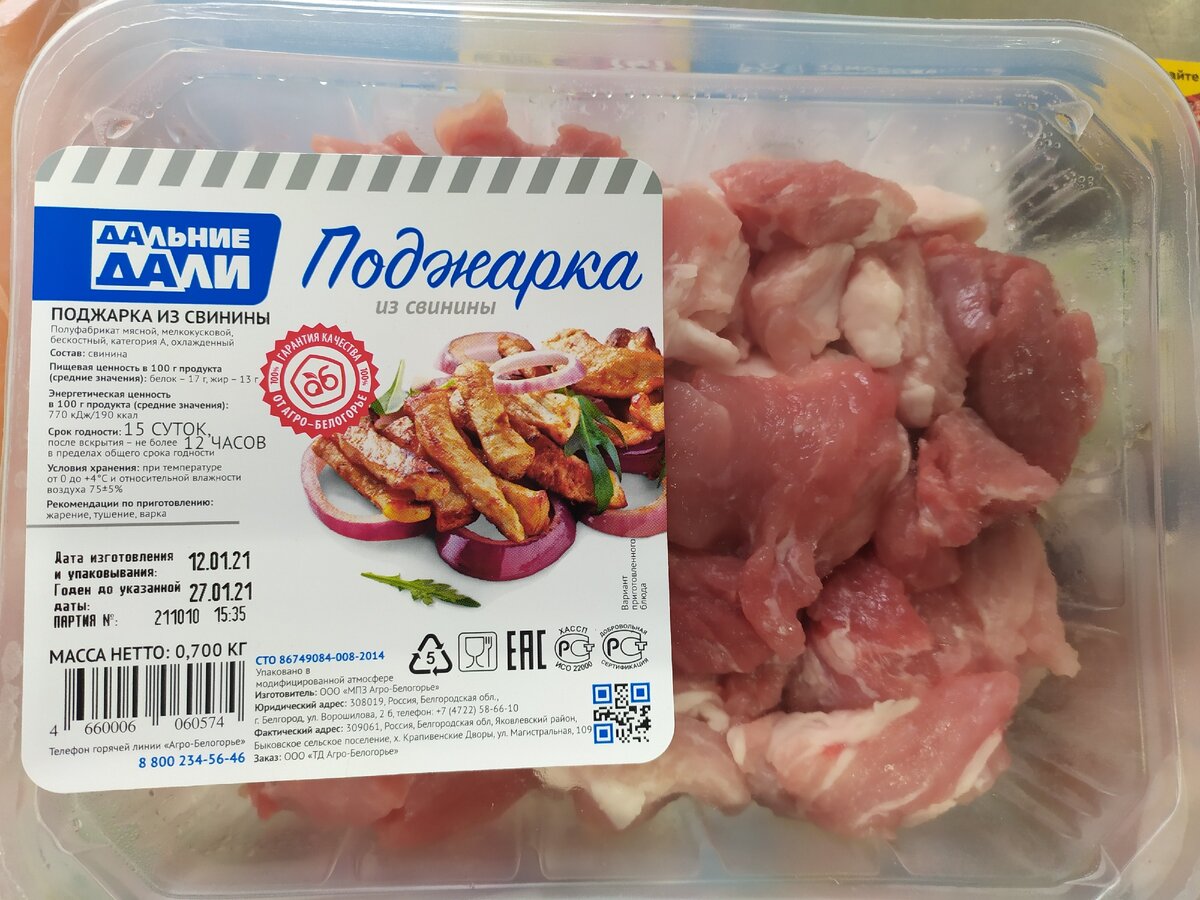 ДАЛЬНИЕ
ДАЛИ
Поджарка
из свинины
ПОДЖАРКА ИЗ СВИНИНЫ
Полуфабрикат мясной, мелкокусковой,
бескостный, категория А, охлажденный
Состав: свинина
Пищевая ценность в 100 г продукта
(средние значения): белок – 17 г, жир – 13 г
Энергетическая ценность
в 100 г продукта (средние значения):
770 кДж/190 ккал
Срок годности: 15 СУТОК,
после вскрытия – не более 12 ЧАСОВ
в пределах общего срока годности
Условия хранения: при температуре
от 0 до +4°С и относительной влажности
воздуха 75±5%
Рекомендации по приготовлению:
жарение, тушение, варка
ГАРАНТИЯ КАЧЕСТВА
100% аб 100%
ОТ АГРО-БЕЛОГОРЬЕ
Вариант
приготовленного
блюда
Дата изготовления
и упаковывания: 12.01.21
Годен до указанной
даты: 27.01.21
ПАРТИЯ №: 211010 15:35
МАССА НЕТТО: 0,700 КГ
4 660006 060574
Телефон горячей линии «Агро-Белогорье»
8 800 234-56-46
СТО 86749084-008-2014
Упаковано в
модифицированной атмосфере
Изготовитель: ООО «МПЗ Агро-Белогорье»
Юридический адрес: 308019, Россия, Белгородская обл.,
г. Белгород, ул. Ворошилова, 2 б, телефон: +7 (4722) 58-66-10
Фактический адрес: 309061, Россия, Белгородская обл, Яковлевский район,
Быковское сельское поселение, х. Крапивенские Дворы, ул. Магистральная, 109
Заказ: ООО «ТД Агро-Белогорье»
5
ЕАС
ХАССП
РСТ
ИСО 22000
ДОБРОВОЛЬНАЯ
РСТ
СЕРТИФИКАЦИЯ
айте